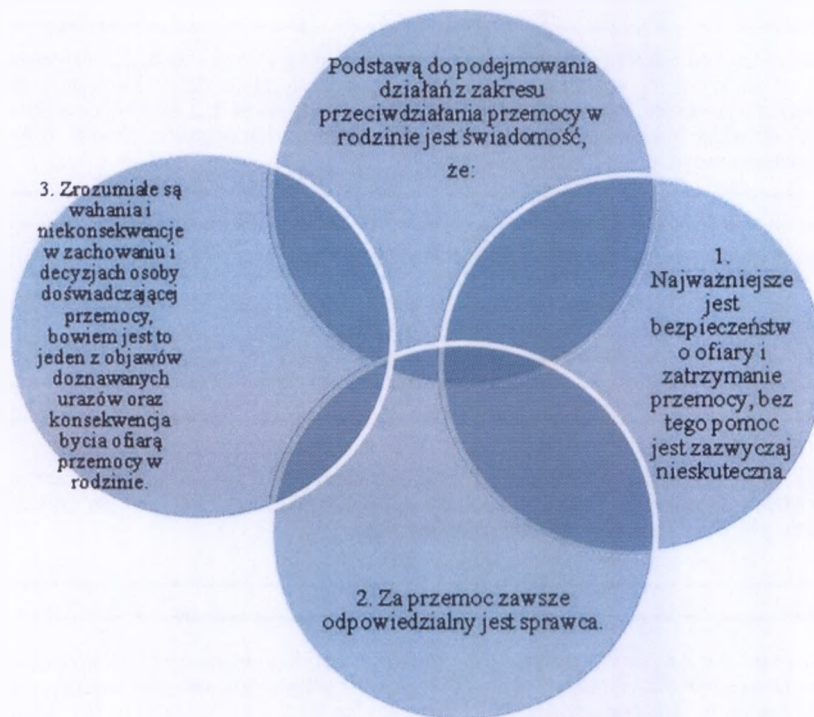 Podstawą do podejmowania
działań z zakresu
przeciwdziałania przemocy w
rodzinie jest świadomość,
że:
1.
Najważniejsze
jest
bezpieczeństw
o ofiary i
zatrzymanie
przemocy, bez
tego pomoc
jest zazwyczaj
nieskuteczna.
2. Za przemoc zawsze
odpowiedzialny jest sprawca.
3. Zrozumiałe są
wahania i
niekonsekwencje
w zachowaniu i
decyzjach osoby
doświadczającej
przemocy,
bowiem jest to
jeden z objawów
doznawanych
urazów oraz
konsekwencja
bycia ofiarą
przemocy w
rodzinie.